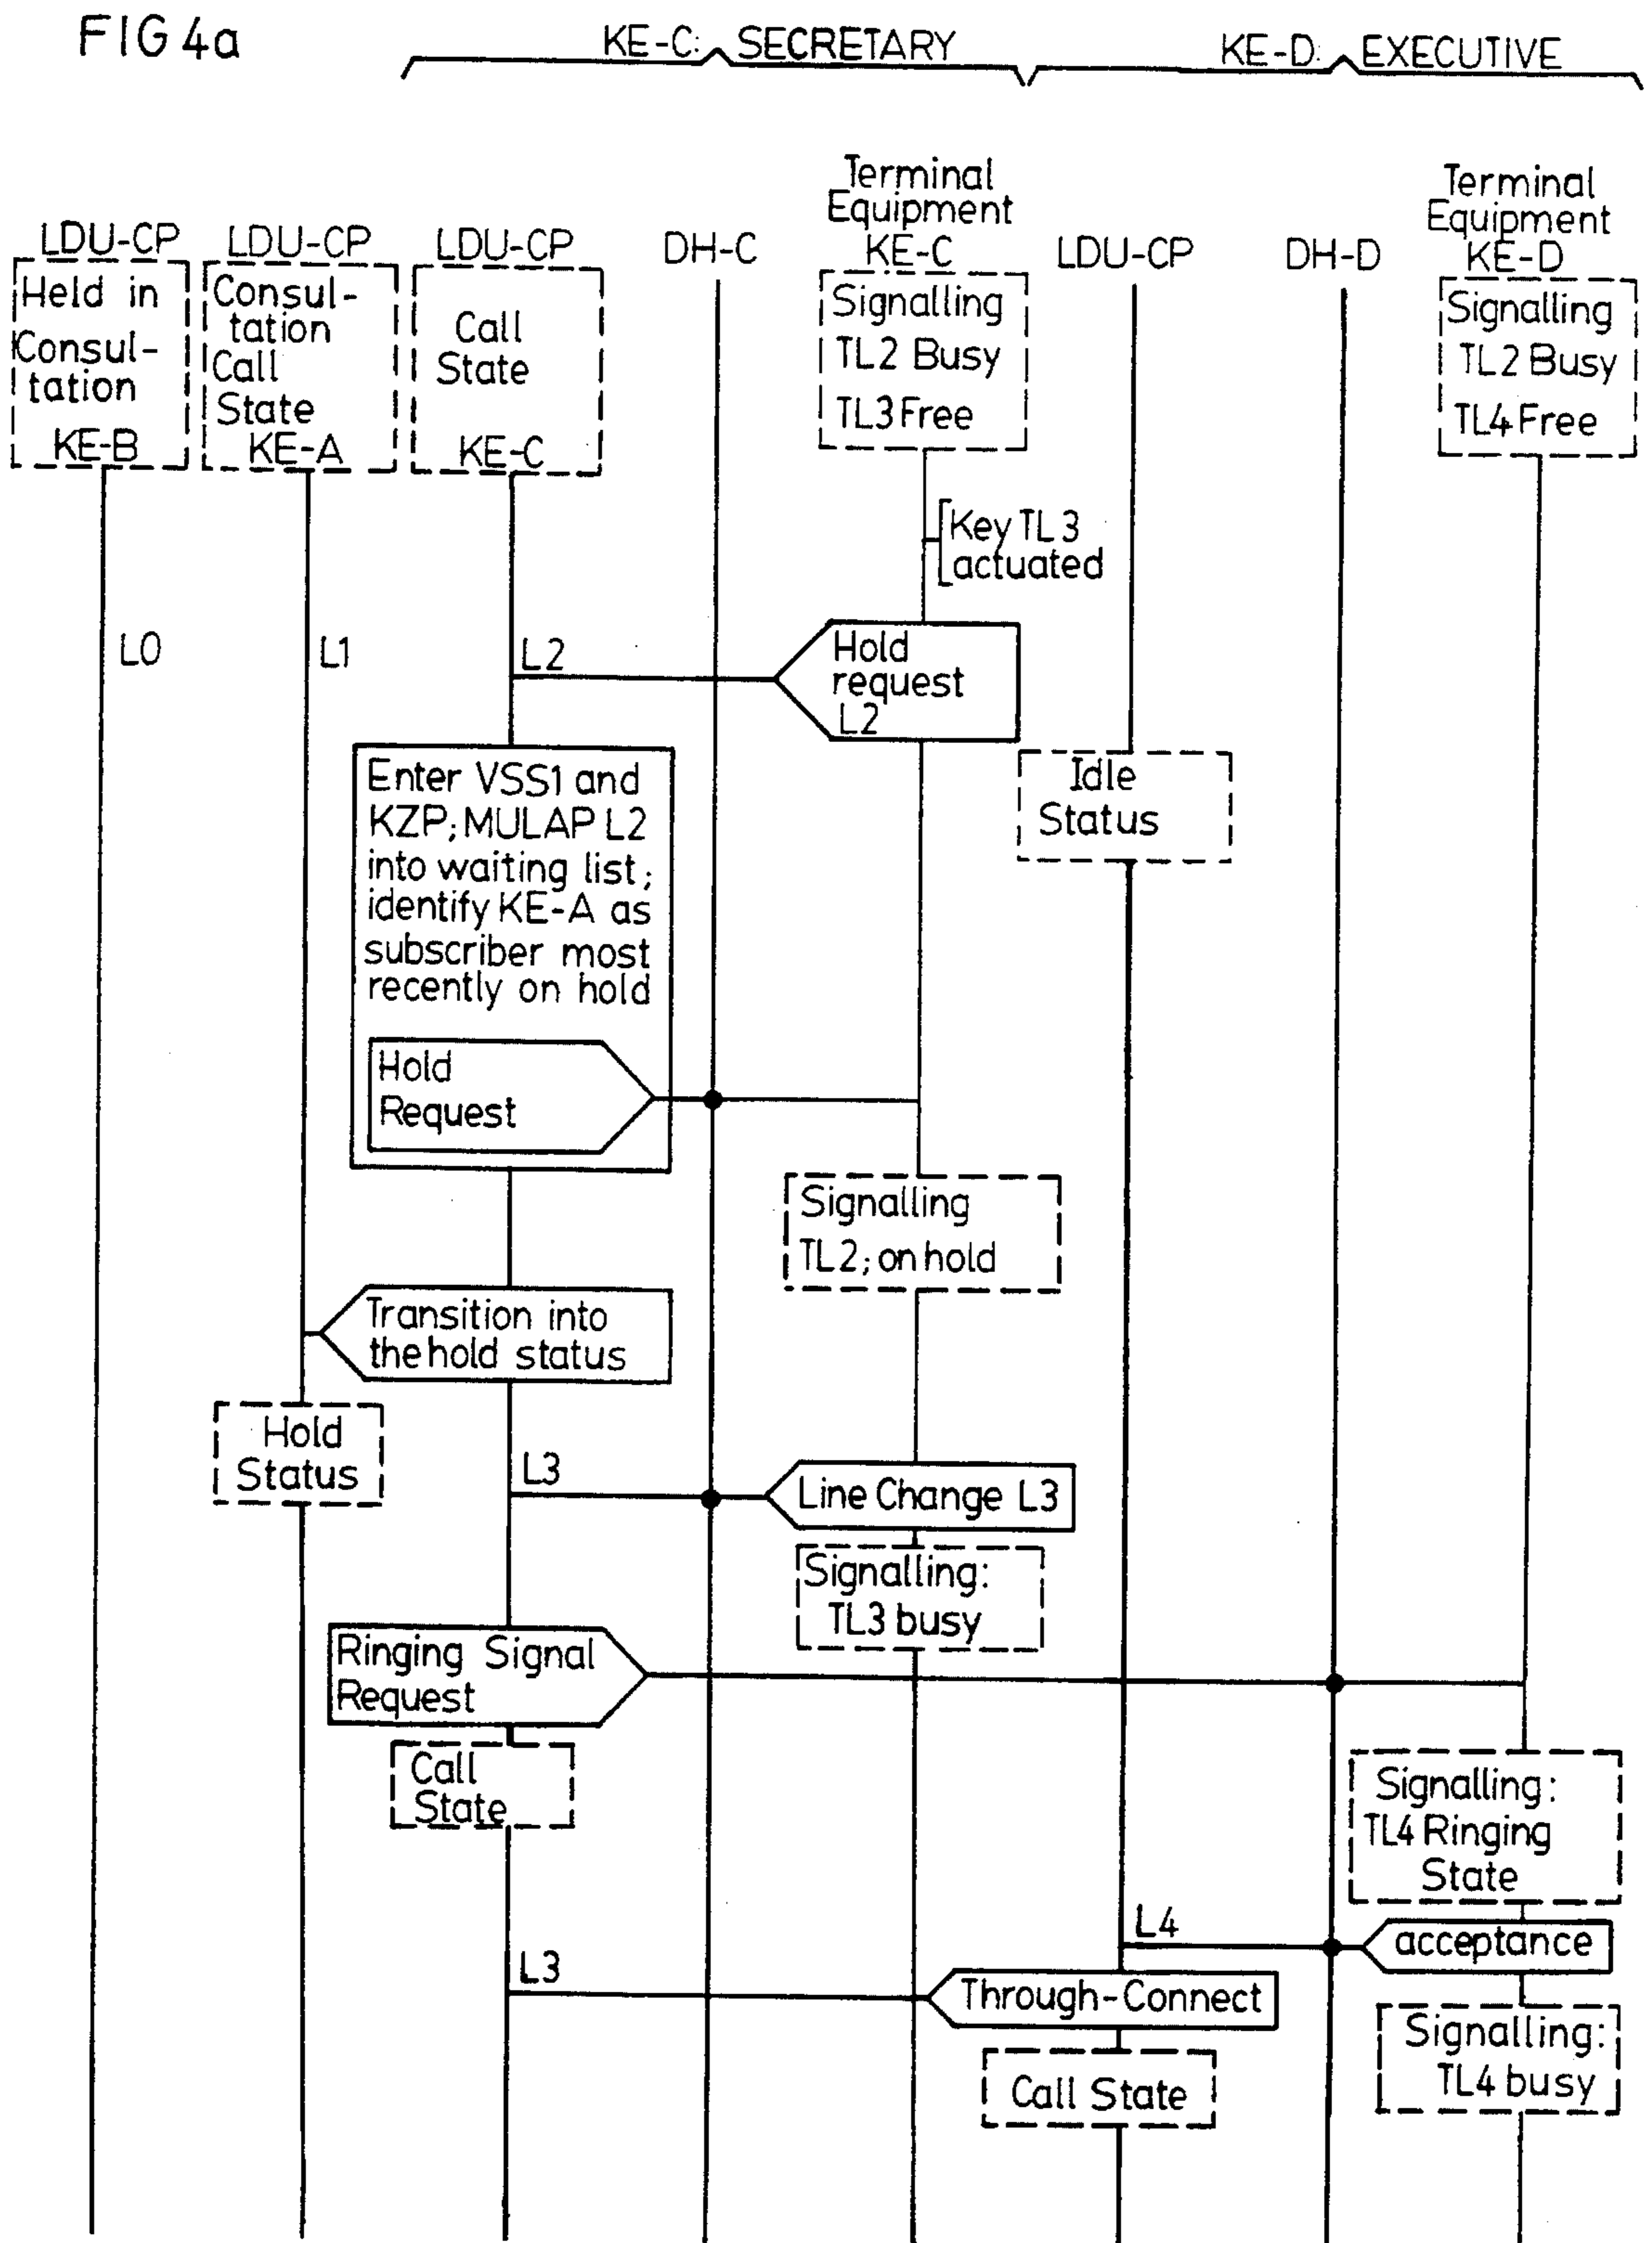 FIG 4a
KE-C: SECRETARY
KE-D: EXECUTIVE
LDU-CP
Held in
Consul-
tation
KE-B
LDU-CP
Consul-
tation
Call
State
KE-A
LDU-CP
Call
State
KE-C
DH-C
Terminal
Equipment
KE-C
Signalling
TL2 Busy
TL3 Free
LDU-CP
DH-D
Terminal
Equipment
KE-D
Signalling
TL2 Busy
TL4 Free
Key TL3
actuated
L0
L1
L2
Hold
request
L2
Enter VSS1 and
KZP; MULAP L2
into waiting list;
identify KE-A as
subscriber most
recently on hold
Idle
Status
Hold
Request
Signalling
TL2; on hold
Transition into
the hold status
Hold
Status
L3
Line Change L3
Signalling:
TL3 busy
Ringing Signal
Request
Call
State
Signalling:
TL4 Ringing
State
L4
acceptance
L3
Through-Connect
Signalling:
TL4 busy
Call State